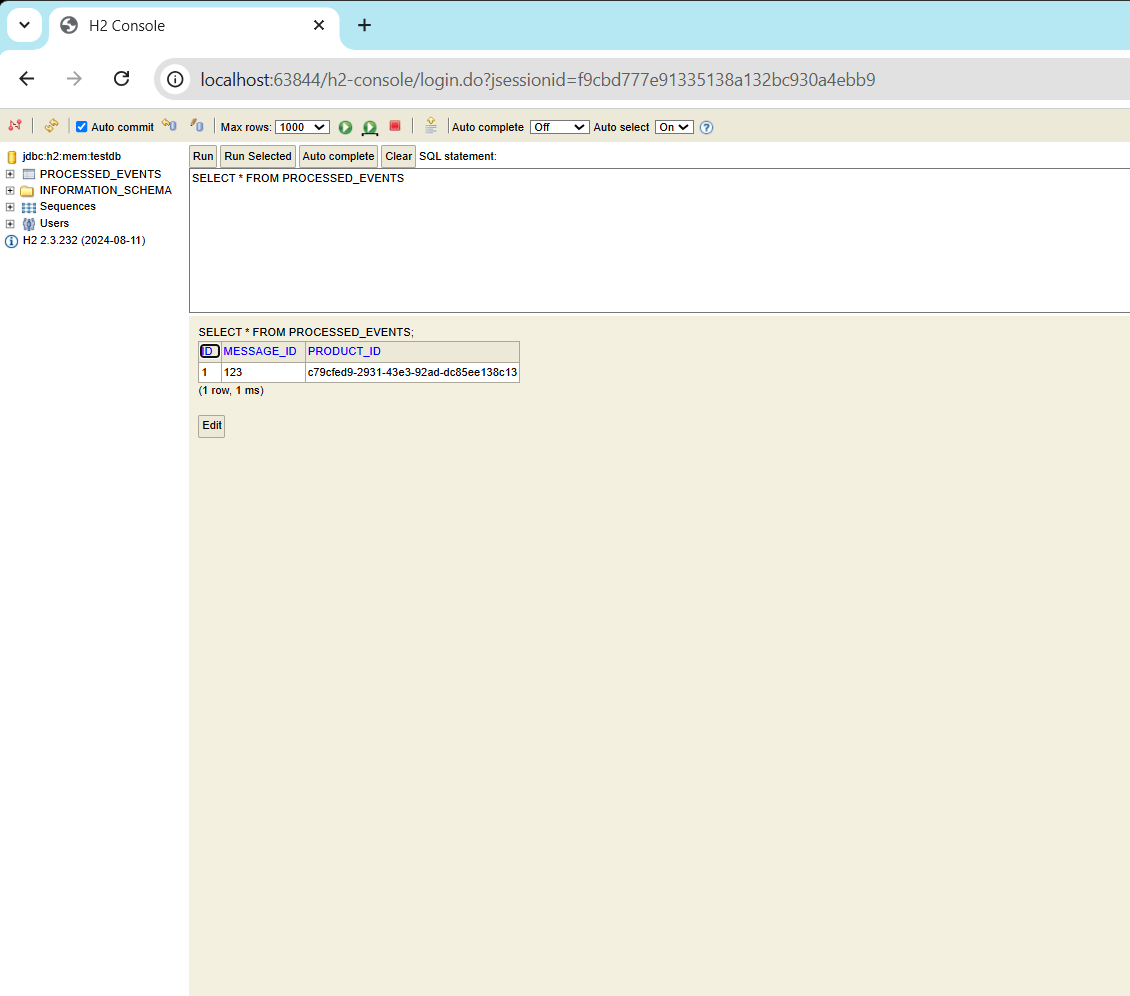 H2 Console
localhost:63844/h2-console/login.do?jsessionid=f9cbd777e91335138a132bc930a4ebb9
Auto commit Max rows: 1000 Auto complete Off Auto select On ?
jdbc:h2:mem:testdb
PROCESSED_EVENTS
INFORMATION_SCHEMA
Sequences
Users
H2 2.3.232 (2024-08-11)
Run Run Selected Auto complete Clear SQL statement:
SELECT * FROM PROCESSED_EVENTS
SELECT * FROM PROCESSED_EVENTS;
ID MESSAGE_ID PRODUCT_ID
1 123 c79cfed9-2931-43e3-92ad-dc85ee138c13
(1 row, 1 ms)
Edit